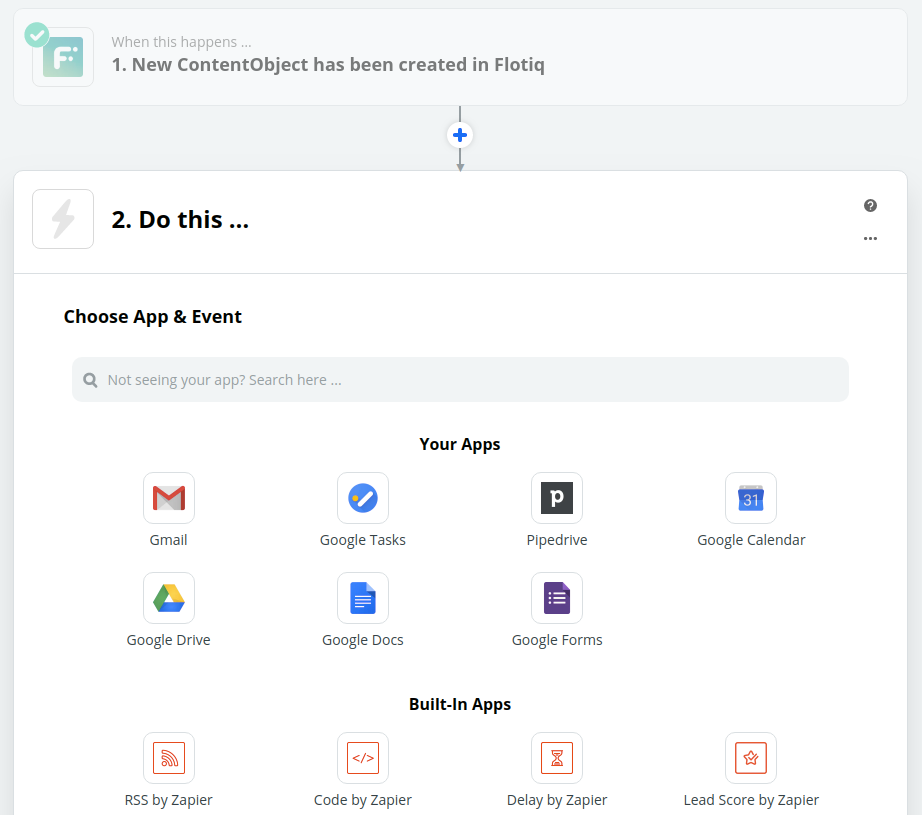 When this happens ...
1. New ContentObject has been created in Flotiq
2. Do this ...
Choose App & Event
Not seeing your app? Search here ...
Your Apps
31
Gmail Google Tasks Pipedrive Google Calendar
Google Drive Google Docs Google Forms
Built-In Apps
RSS by Zapier Code by Zapier Delay by Zapier Lead Score by Zapier